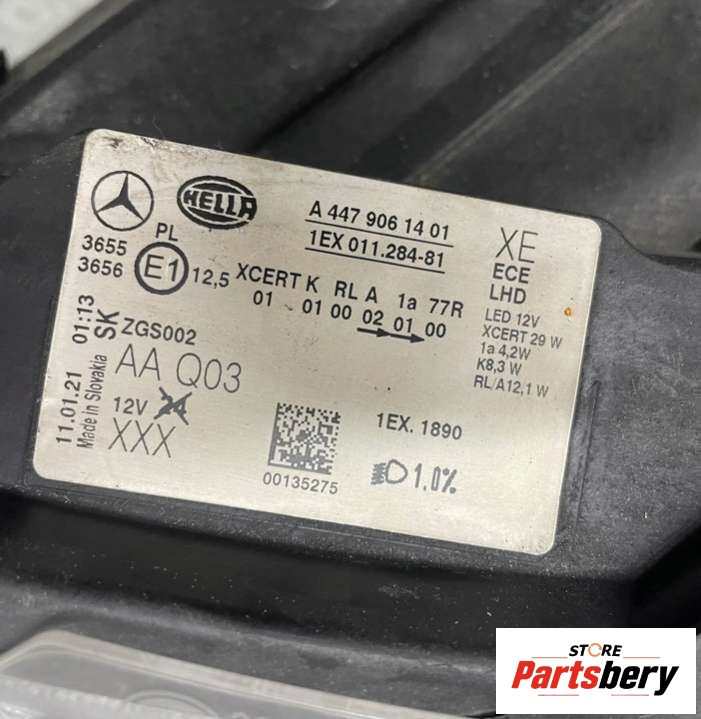 HELLA
A 447 906 14 01
1EX 011.284-81
XE
ECE
LHD
LED 12V
XCERT 29 W
1a 4,2W
K8,3 W
RL/A12,1 W
PL
3655
3656
E1
12,5
XCERT K RL A 1a 77R
01 01 00 02 01 00
11.01.21 01:13
Made in Slovakia SK
ZGS002
AA Q03
12V 24
XXX
00135275
1EX. 1890
1.0%
STORE
Partsbery